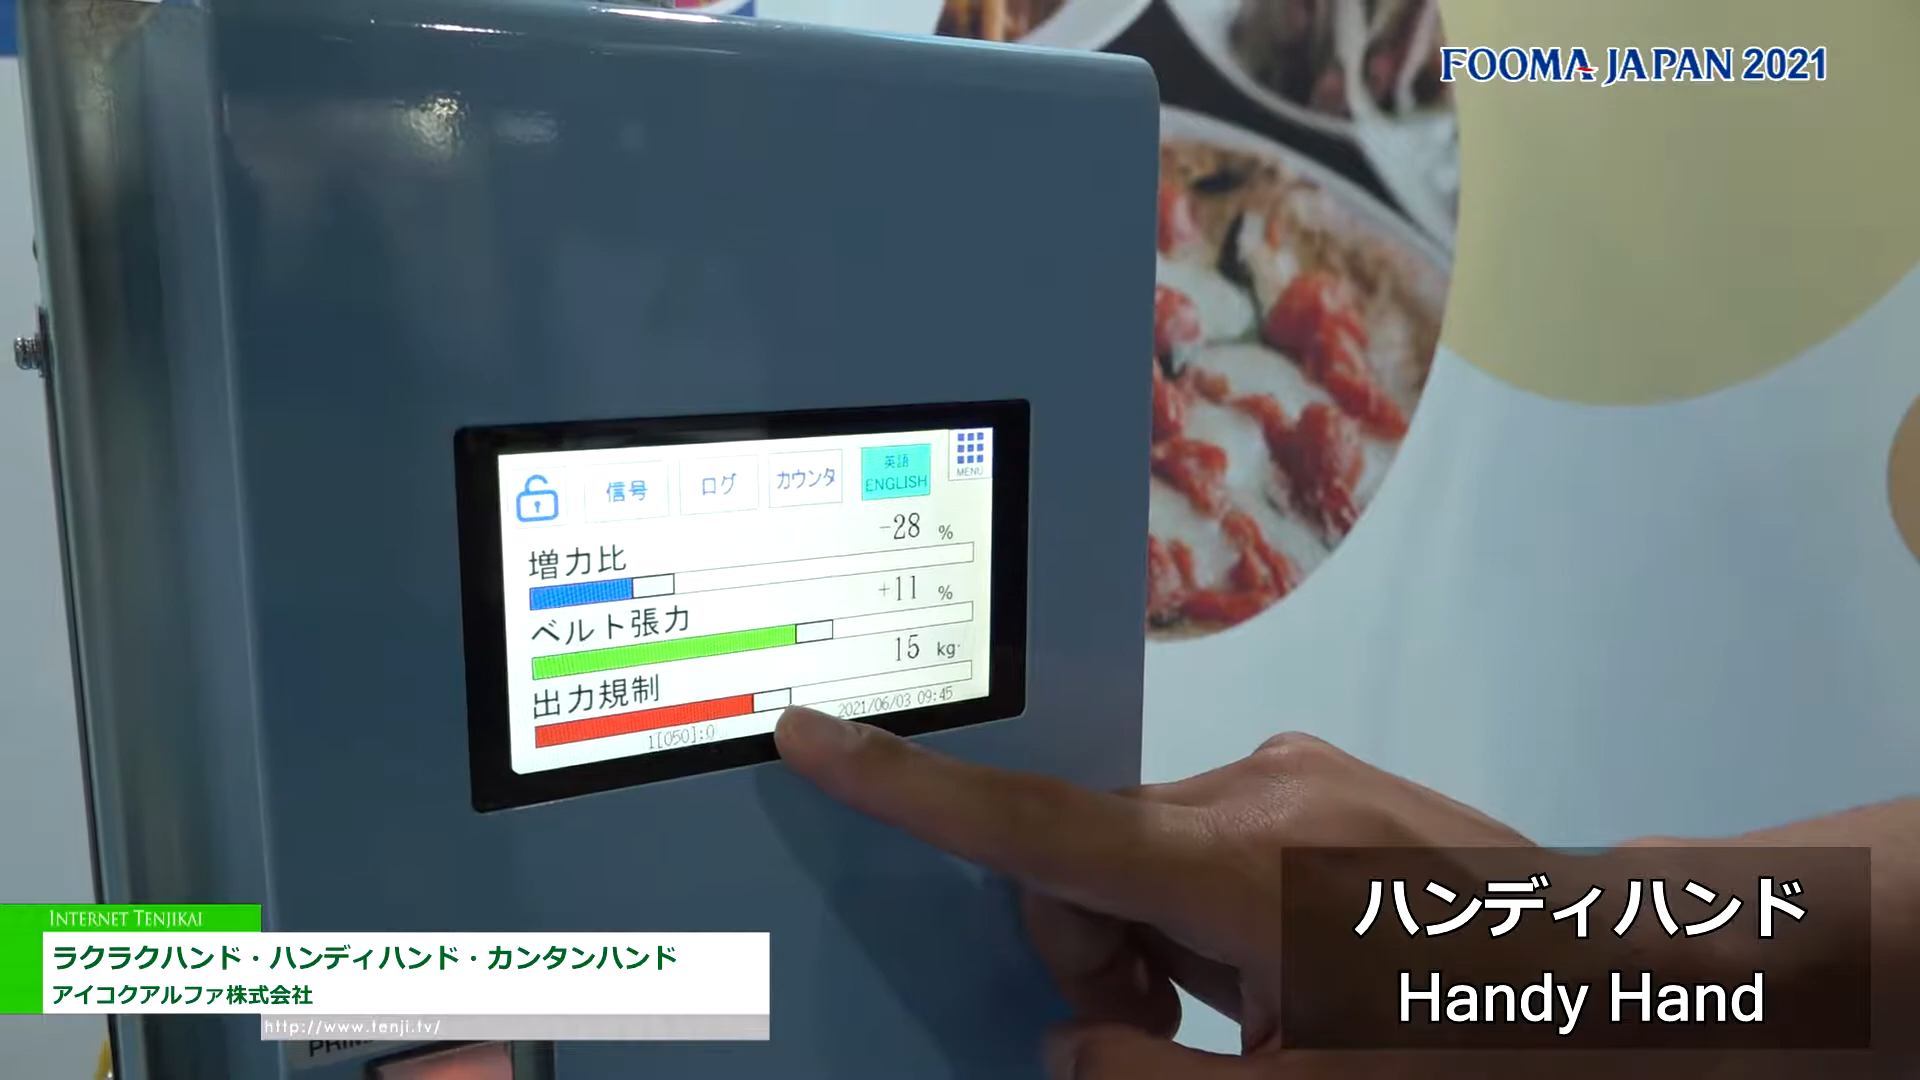 FOOMA JAPAN 2021
信号
ログ
カウンタ
英語
ENGLISH
MENU
-28 %
増力比
+11 %
ベルト張力
15 kg
出力規制
2021/06/03 09:45
1[050]:0
INTERNET TENJIKAI
ラクラクハンド・ハンディハンド・カンタンハンド
アイコクアルファ株式会社
http://www.tenji.tv/
ハンディハンド
Handy Hand